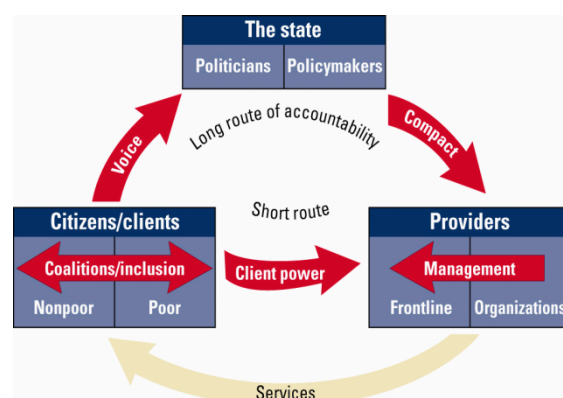 The state
Politicians Policymakers
Voice
Long route of accountability
Compact
Short route
Citizens/clients
Coalitions/inclusion
Nonpoor Poor
Client power
Providers
Management
Frontline Organizations
Services